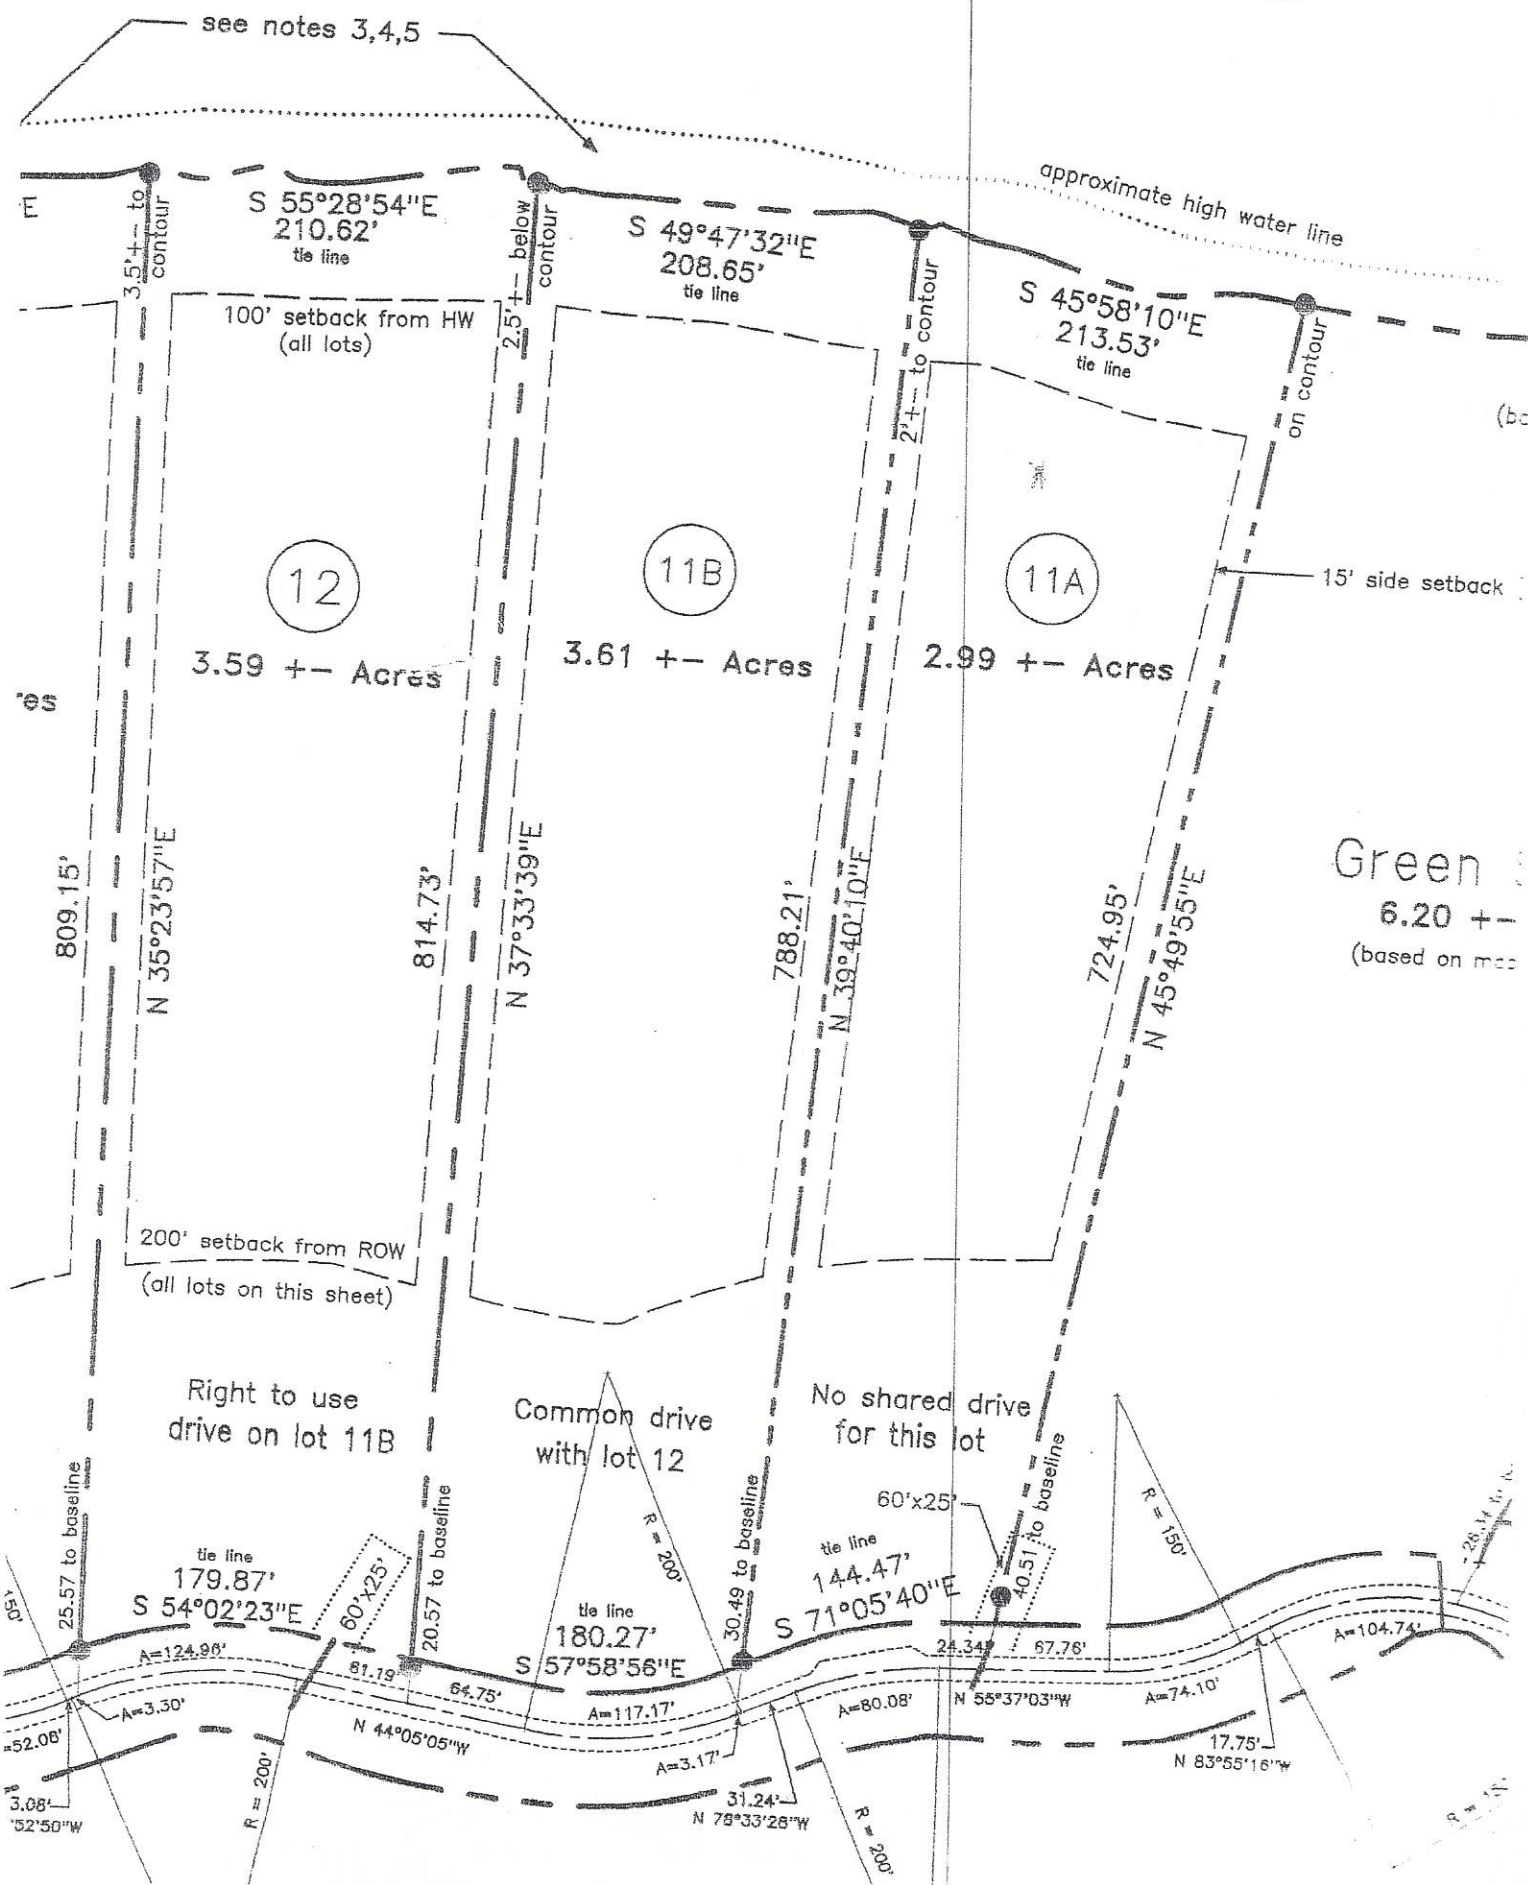 see notes 3,4,5
approximate high water line
E
3.5'+- to
contour
S 55°28'54"E
210.62'
tie line
2.5'+- below
contour
S 49°47'32"E
208.65'
tie line
2'+- to contour
S 45°58'10"E
213.53'
tie line
on contour
100' setback from HW
(all lots)
12
3.59 +- Acres
11B
3.61 +- Acres
11A
2.99 +- Acres
15' side setback
es
809.15'
N 35°23'57"E
814.73'
N 37°33'39"E
788.21'
N 39°40'10"E
724.95'
N 45°49'55"E
Green
6.20 +-
(based on
200' setback from ROW
(all lots on this sheet)
Right to use
drive on lot 11B
Common drive
with lot 12
No shared drive
for this lot
60'x25'
25.57 to baseline
tie line
179.87'
S 54°02'23"E
60'x25'
20.57 to baseline
tie line
180.27'
S 57°58'56"E
R = 200'
30.49 to baseline
tie line
144.47'
S 71°05'40"E
40.51 to baseline
R = 150'
A=124.96'
61.19
64.75'
A=117.17'
24.34'
67.76'
A=104.74'
A=3.30'
N 44°05'05"W
A=80.08'
N 55°37'03"W
A=74.10'
=52.06'
A=3.17'
17.75'
N 83°55'16"W
3.08'
'52'50"W
R = 200'
31.24'
N 78°33'28"W
R = 200'